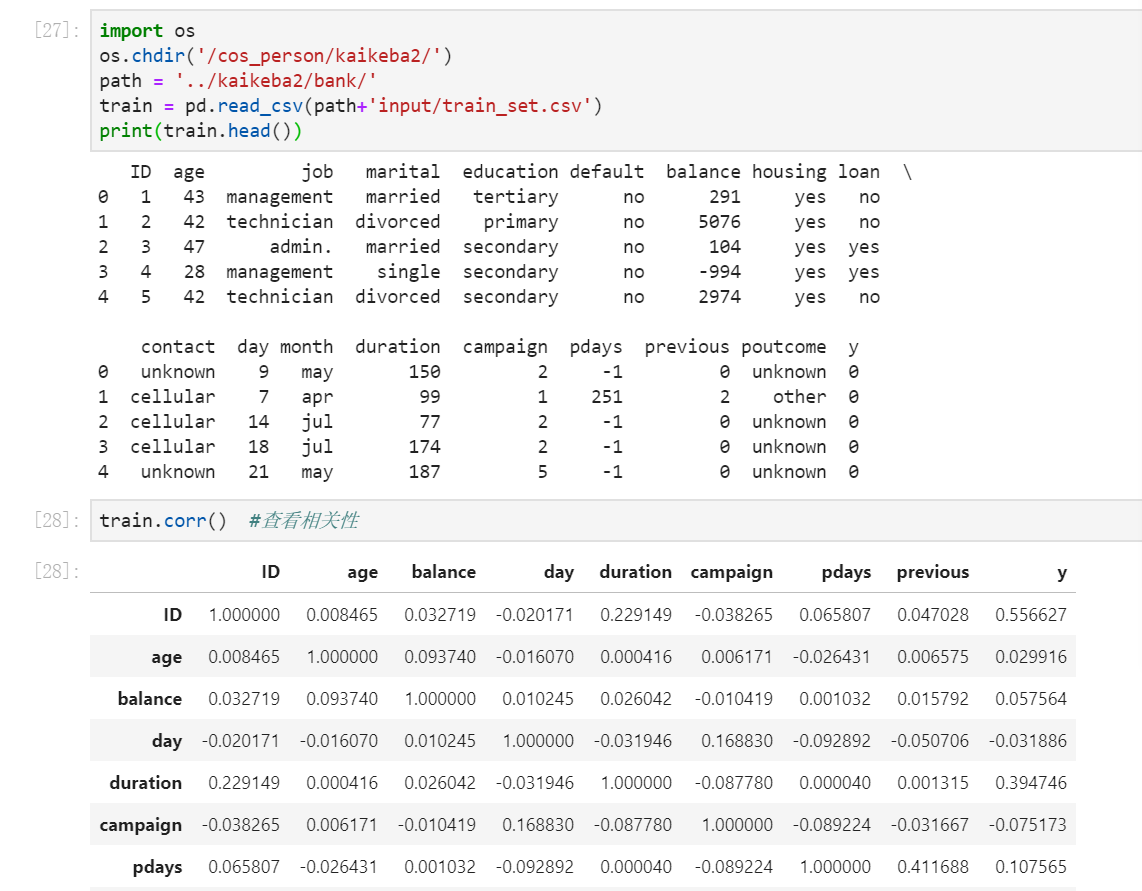 [27]:
import os
os.chdir('/cos_person/kaikeba2/')
path = '../kaikeba2/bank/'
train = pd.read_csv(path+'input/train_set.csv')
print(train.head())
ID age job marital education default balance housing loan \
0 1 43 management married tertiary no 291 yes no
1 2 42 technician divorced primary no 5076 yes no
2 3 47 admin. married secondary no 104 yes yes
3 4 28 management single secondary no -994 yes yes
4 5 42 technician divorced secondary no 2974 yes no
contact day month duration campaign pdays previous poutcome y
0 unknown 9 may 150 2 -1 0 unknown 0
1 cellular 7 apr 99 1 251 2 other 0
2 cellular 14 jul 77 2 -1 0 unknown 0
3 cellular 18 jul 174 2 -1 0 unknown 0
4 unknown 21 may 187 5 -1 0 unknown 0
[28]: train.corr() #查看相关性
[28]: ID age balance day duration campaign pdays previous y
ID 1.000000 0.008465 0.032719 -0.020171 0.229149 -0.038265 0.065807 0.047028 0.556627
age 0.008465 1.000000 0.093740 -0.016070 0.000416 0.006171 -0.026431 0.006575 0.029916
balance 0.032719 0.093740 1.000000 0.010245 0.026042 -0.010419 0.001032 0.015792 0.057564
day -0.020171 -0.016070 0.010245 1.000000 -0.031946 0.168830 -0.092892 -0.050706 -0.031886
duration 0.229149 0.000416 0.026042 -0.031946 1.000000 -0.087780 0.000040 0.001315 0.394746
campaign -0.038265 0.006171 -0.010419 0.168830 -0.087780 1.000000 -0.089224 -0.031667 -0.075173
pdays 0.065807 -0.026431 0.001032 -0.092892 0.000040 -0.089224 1.000000 0.411688 0.107565